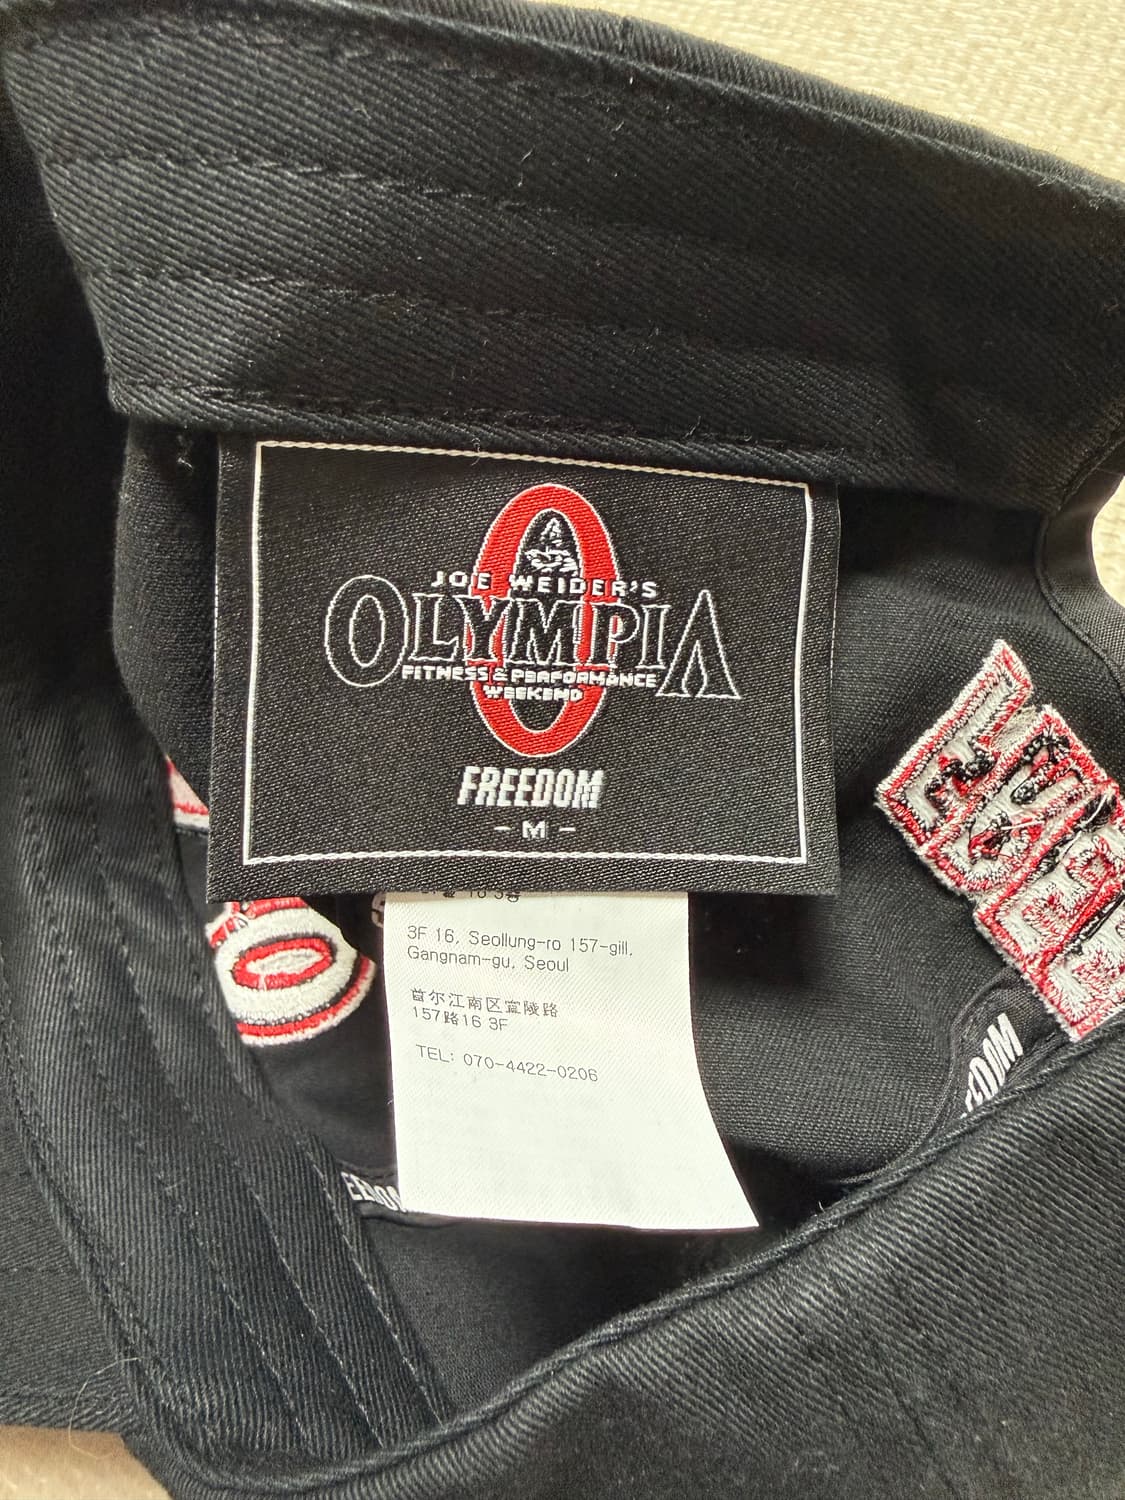 JOE WEIDER'S
OLYMPIA
FITNESS & PERFORMANCE
WEEKEND
FREEDOM
- M -
3F 16, Seollung-ro 157-gill,
Gangnam-gu, Seoul
首尔江南区宣陵路
157路16 3F
TEL: 070-4422-0206
EDOM